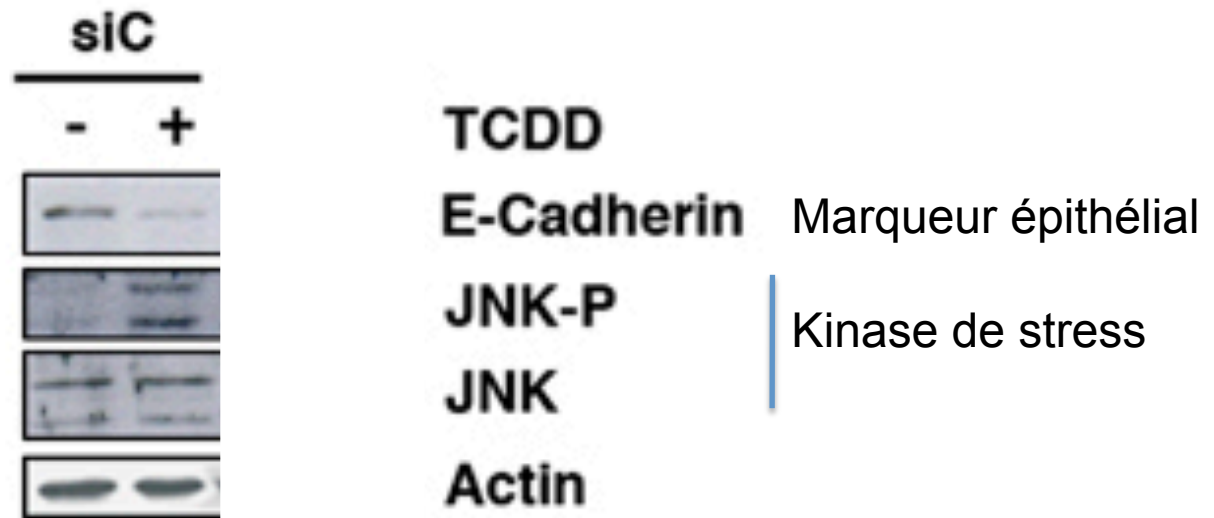 siC
- + TCDD
E-Cadherin Marqueur épithélial
JNK-P
Kinase de stress
JNK
Actin